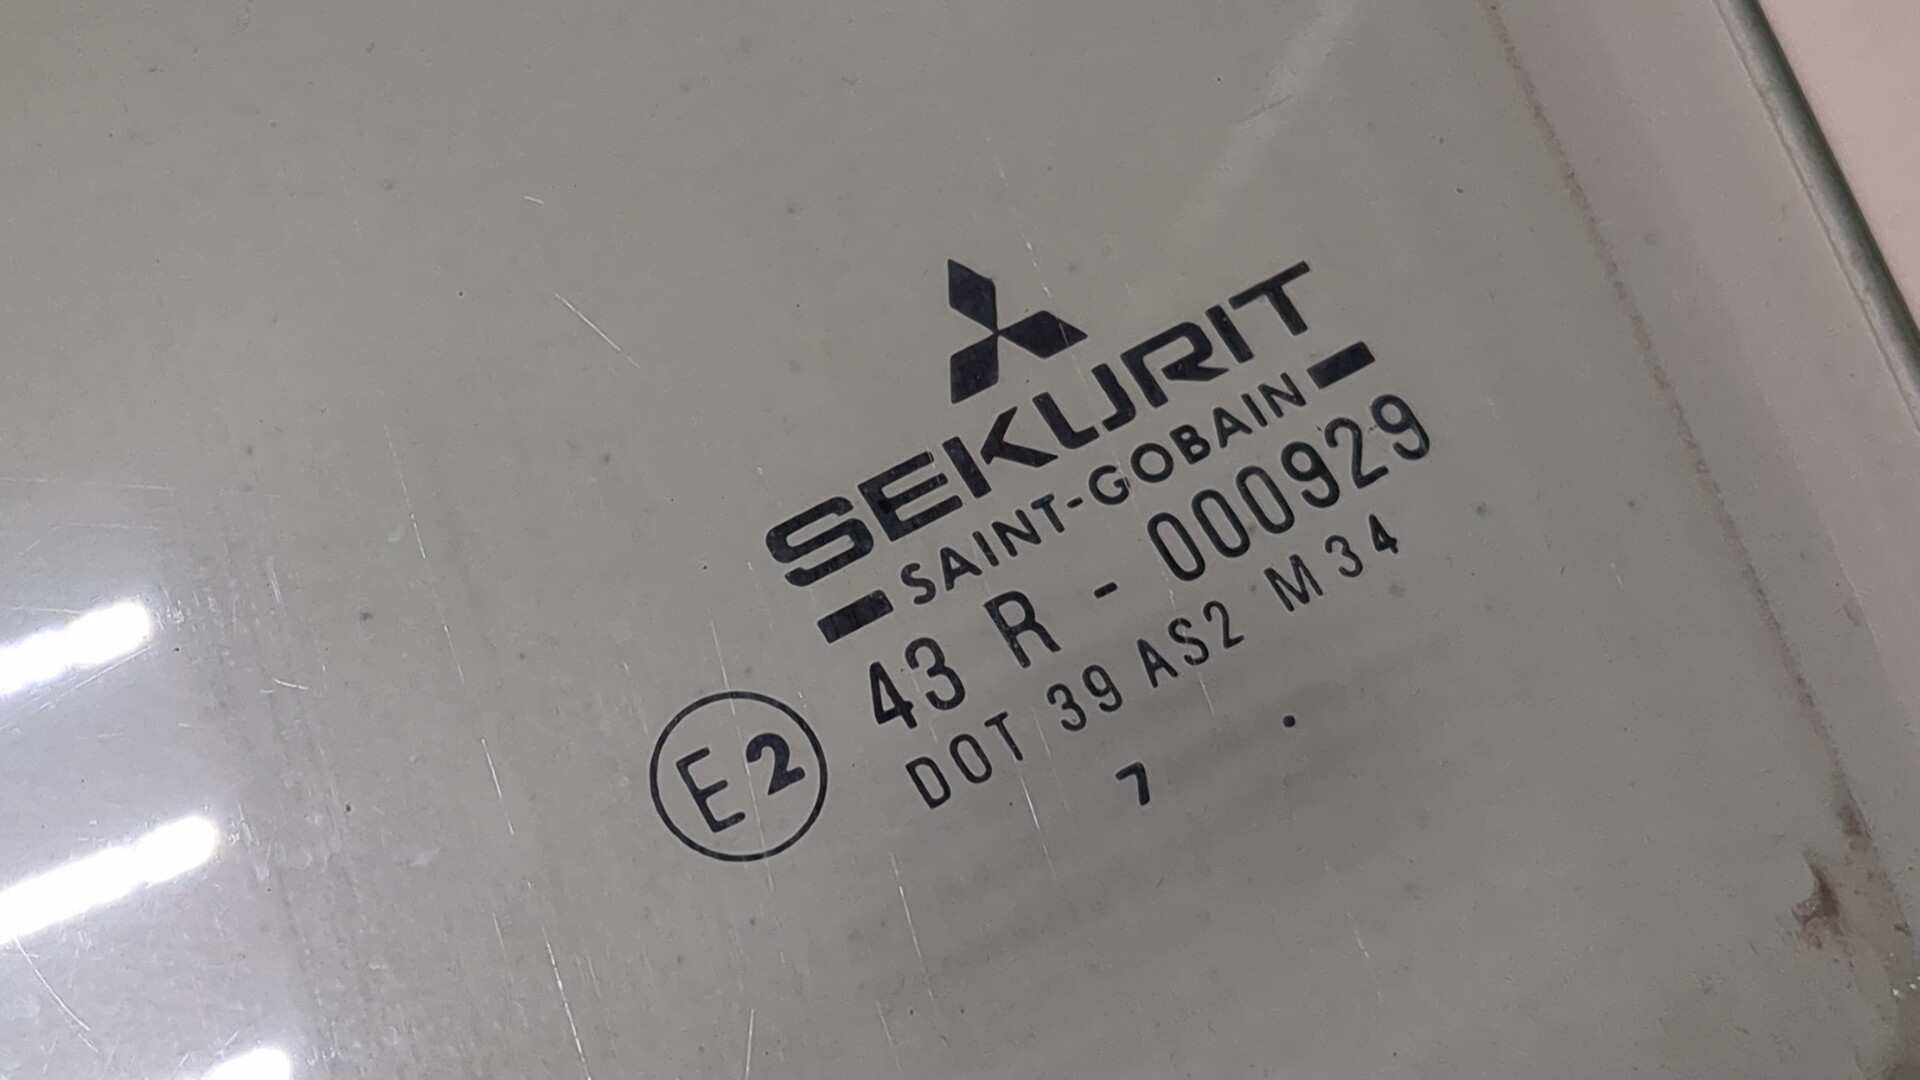 SEKURIT
SAINT-GOBAIN
43 R - 000929
E2
DOT 39 AS2 M34
7 .